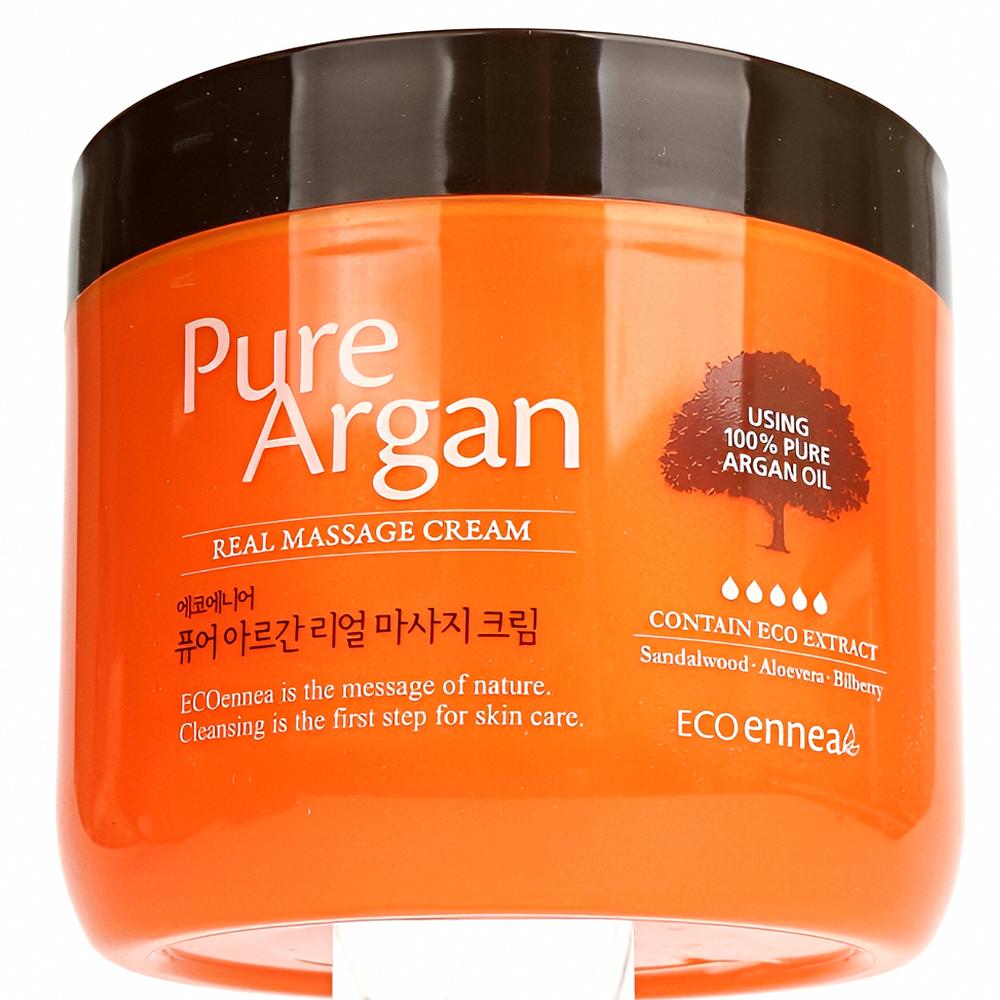 Pure
Argan
REAL MASSAGE CREAM
에코에니어
퓨어 아르간 리얼 마사지 크림
ECOennea is the message of nature.
Cleansing is the first step for skin care.
USING
100% PURE
ARGAN OIL
CONTAIN ECO EXTRACT
Sandalwood · Aloevera · Bilberry
ECOennea